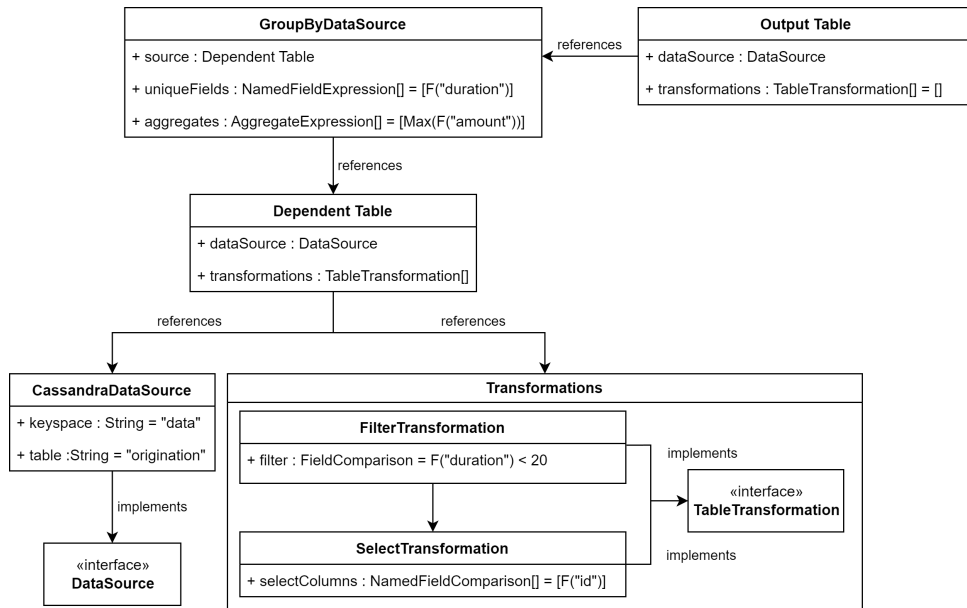 GroupByDataSource
+ source : Dependent Table
+ uniqueFields : NamedFieldExpression[] = [F("duration")]
+ aggregates : AggregateExpression[] = [Max(F("amount"))]
references
Output Table
+ dataSource : DataSource
+ transformations : TableTransformation[] = []
references
Dependent Table
+ dataSource : DataSource
+ transformations : TableTransformation[]
references
references
CassandraDataSource
+ keyspace : String = "data"
+ table :String = "origination"
implements
«interface»
DataSource
Transformations
FilterTransformation
+ filter : FieldComparison = F("duration") < 20
implements
«interface»
TableTransformation
SelectTransformation
+ selectColumns : NamedFieldComparison[] = [F("id")]
implements